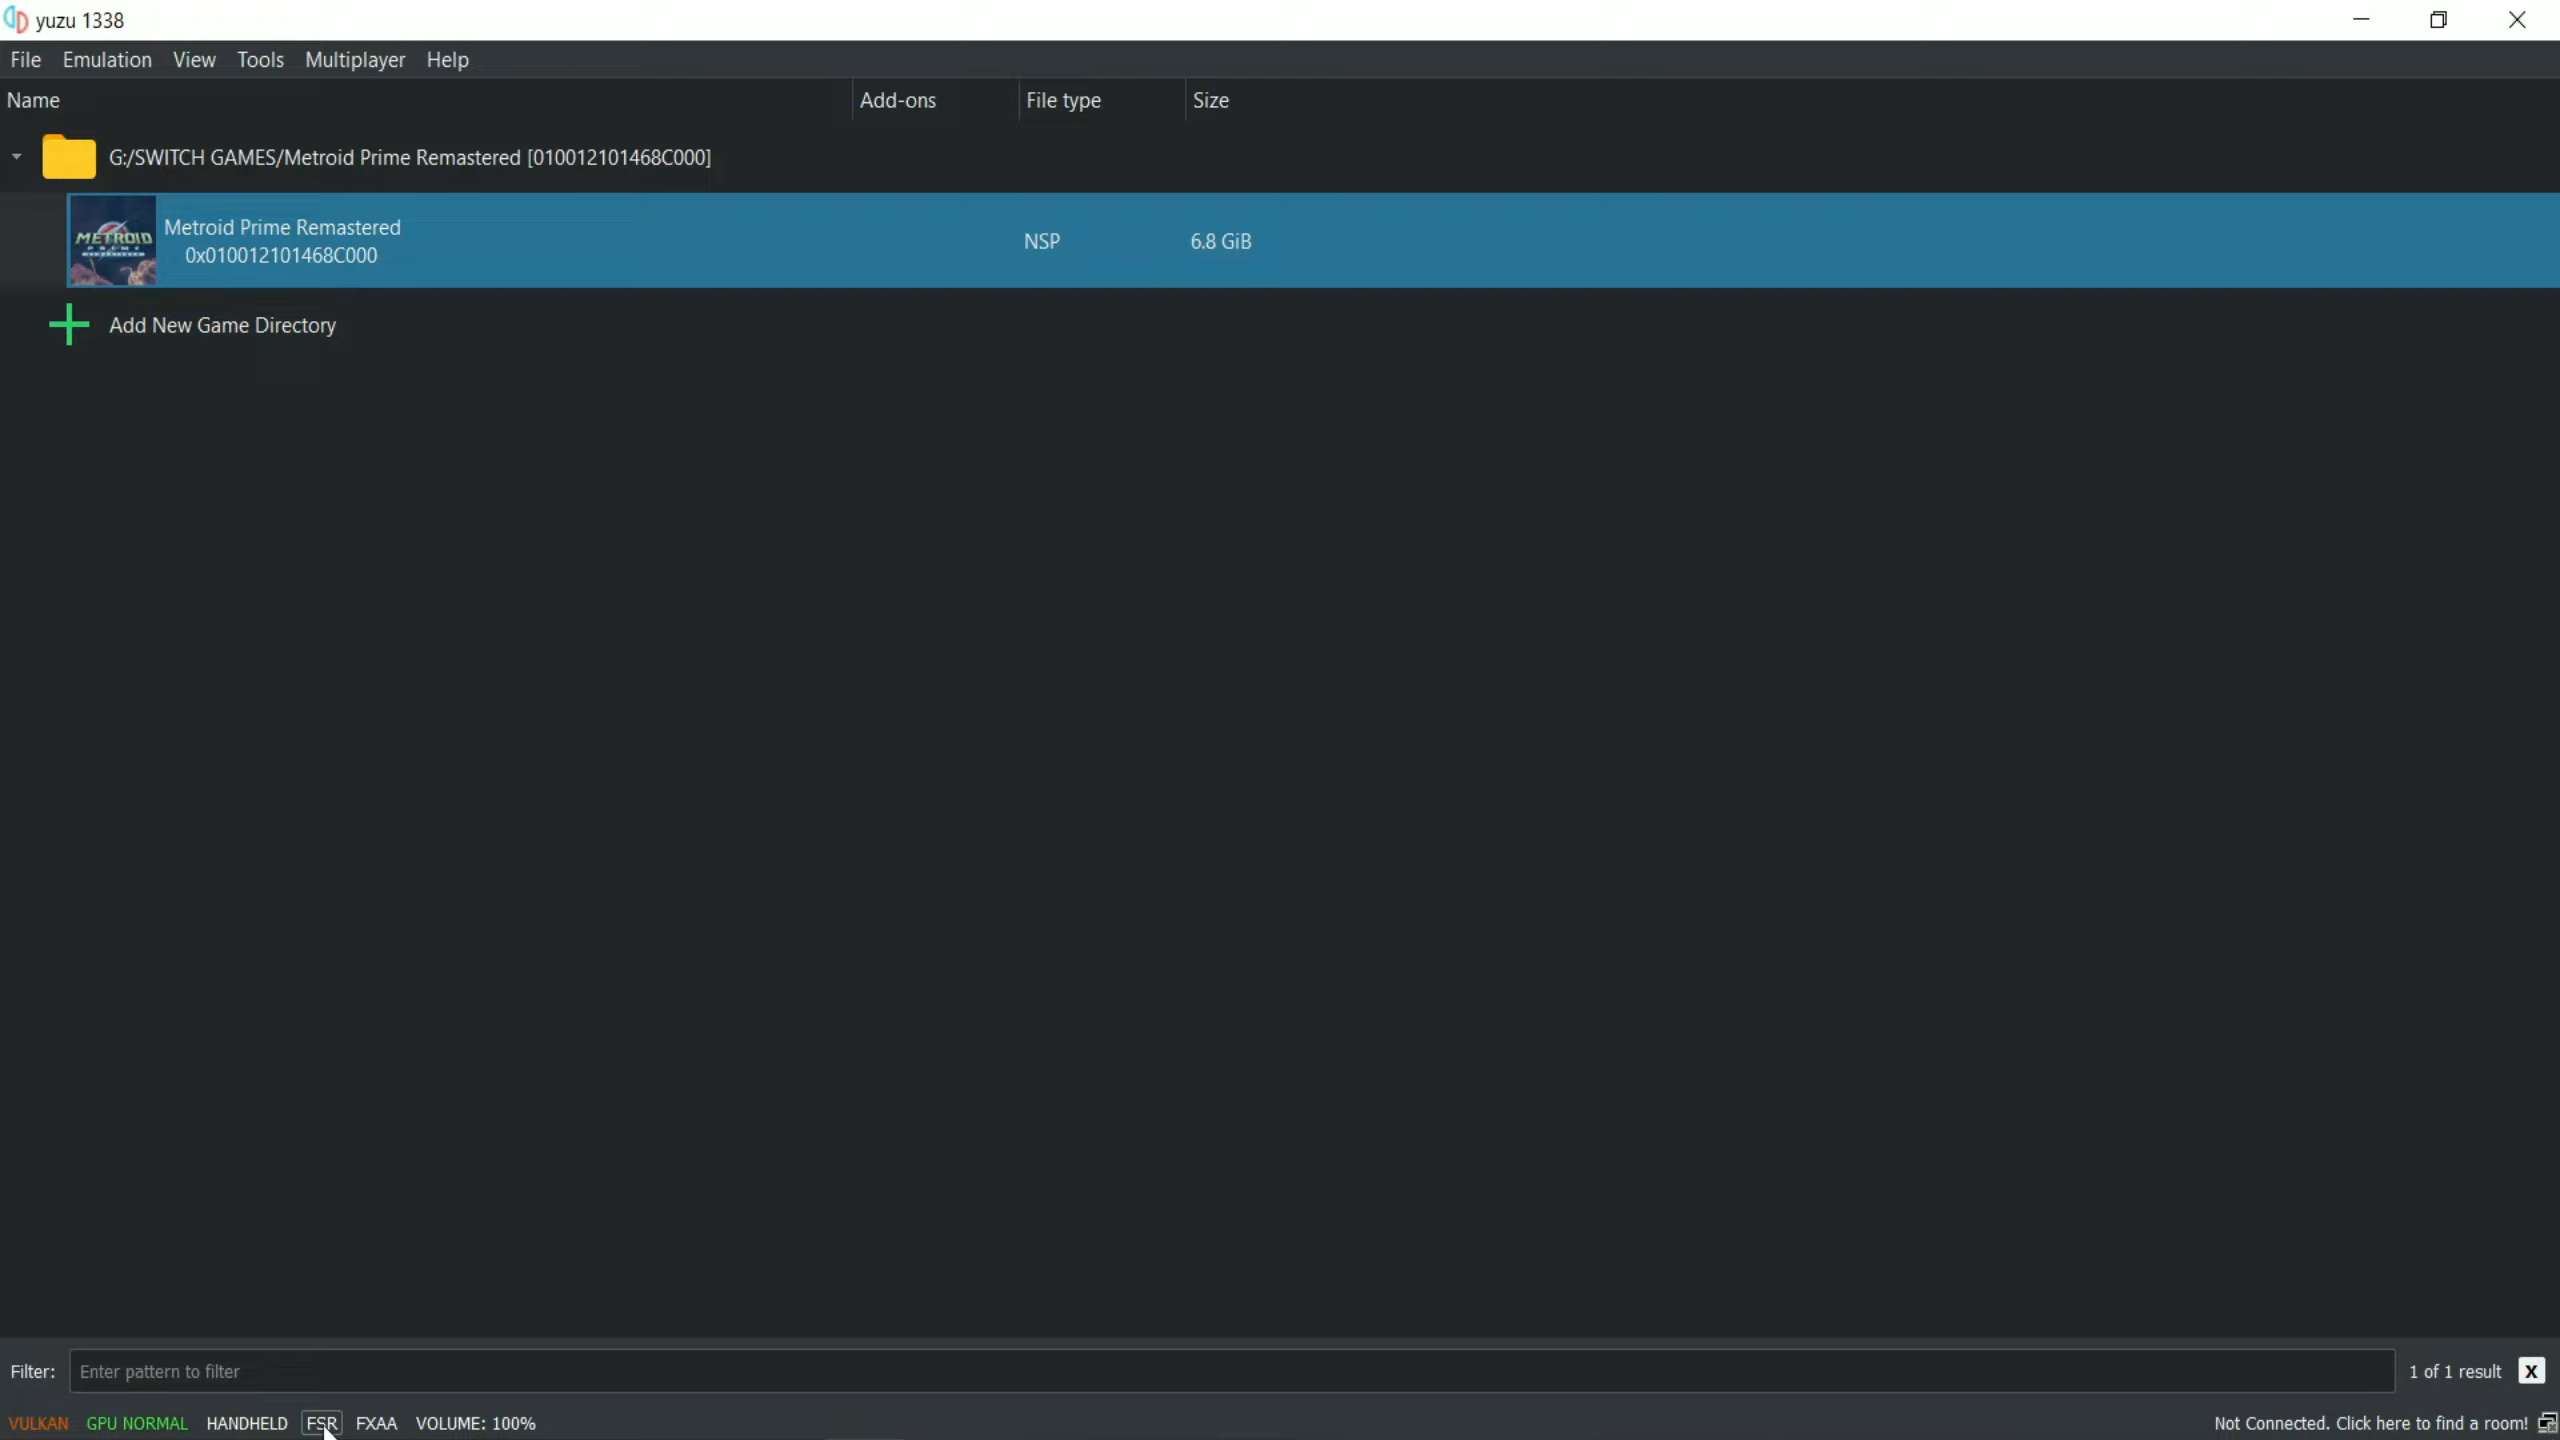 yuzu 1338
File Emulation View Tools Multiplayer Help
Name Add-ons File type Size
G:/SWITCH GAMES/Metroid Prime Remastered [010012101468C000]
METROID
PRIME
Metroid Prime Remastered
0x010012101468C000
NSP 6.8 GiB
Add New Game Directory
Filter: Enter pattern to filter 1 of 1 result X
VULKAN GPU NORMAL HANDHELD FSR FXAA VOLUME: 100% Not Connected. Click here to find a room!